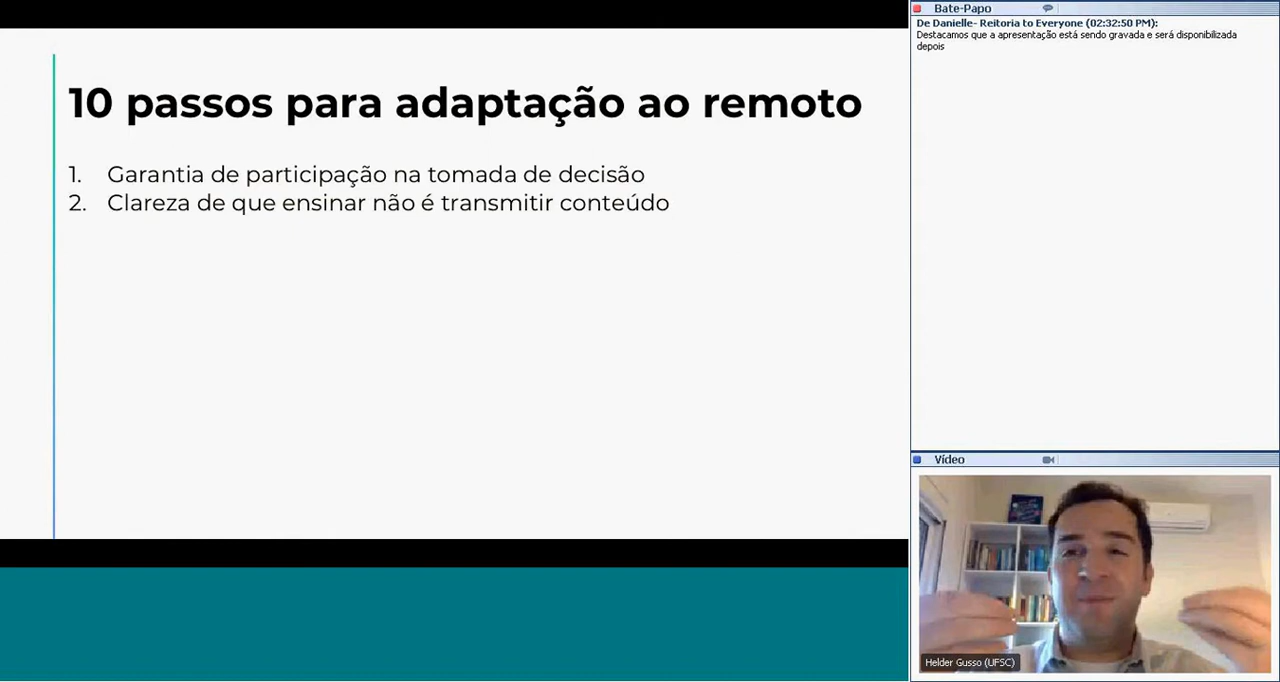 10 passos para adaptação ao remoto
1. Garantia de participação na tomada de decisão
2. Clareza de que ensinar não é transmitir conteúdo
Bate-Papo
De Danielle- Reitoria to Everyone (02:32:50 PM):
Destacamos que a apresentação está sendo gravada e será disponibilizada
depois
Vídeo
Helder Gusso (UFSC)